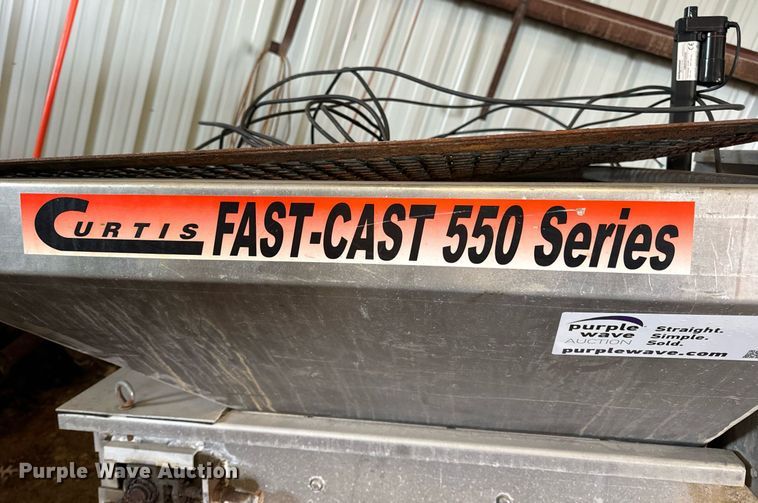 CURTIS FAST-CAST 550 Series
purple wave AUCTION
Straight.
Simple.
Sold.
purplewave.com
Purple Wave Auction